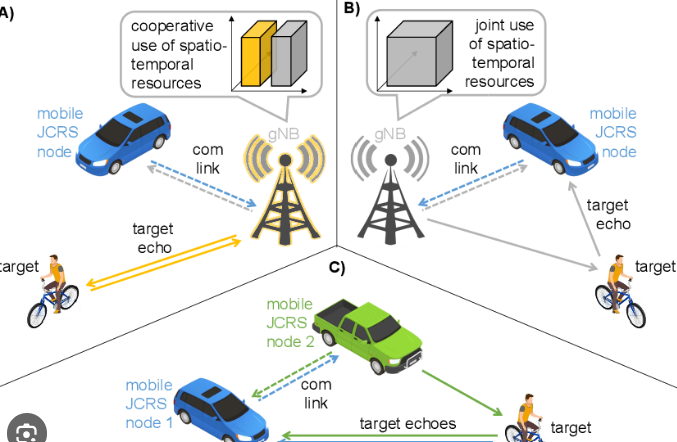 A)
cooperative
use of spatio-
temporal
resources
gNB
mobile
JCRS
node
com
link
target
echo
target
B)
joint use
of spatio-
temporal
resources
gNB
mobile
JCRS
node
com
link
target
echo
target
C)
mobile
JCRS
node 2
mobile
JCRS
node 1
com
link
target echoes
target